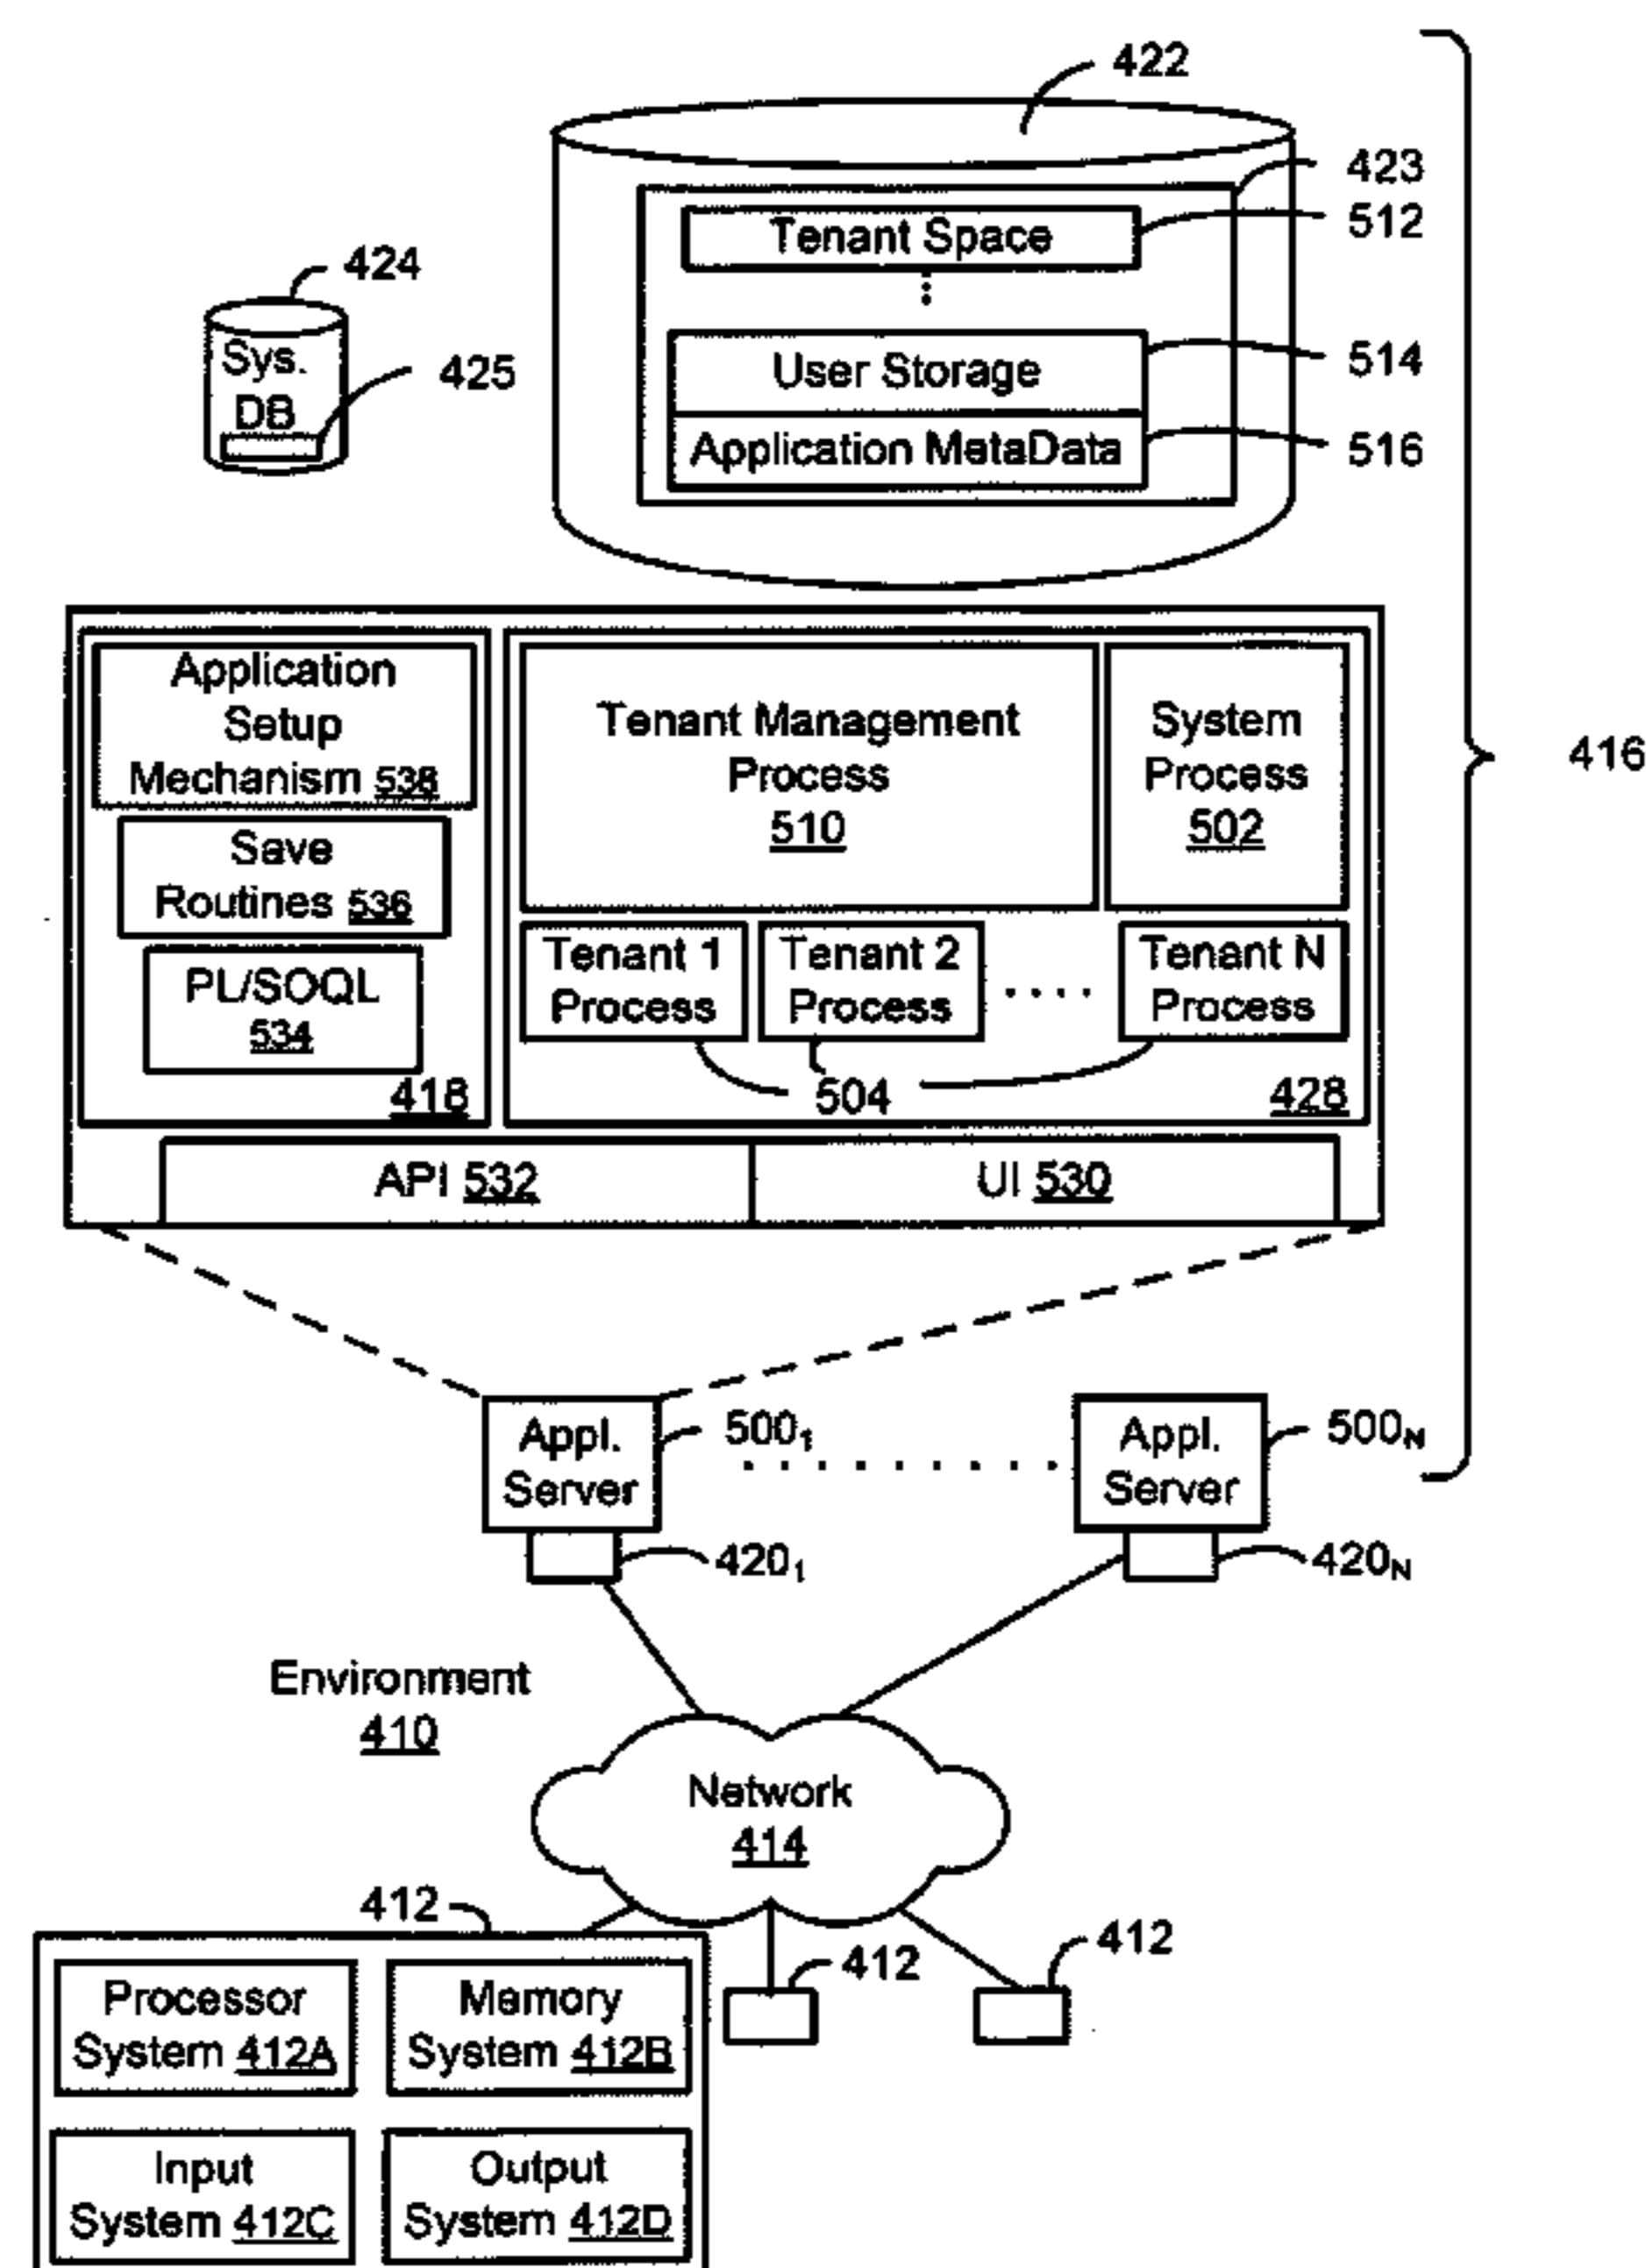 422
423
Tenant Space
512
424
Sys.
DB
425
User Storage
514
Application MetaData
516
Application
Setup
Mechanism 538
Tenant Management
Process
510
System
Process
502
416
Save
Routines 536
Tenant 1
Process
Tenant 2
Process
Tenant N
Process
PL/SOQL
534
504
418
428
API 532
UI 530
Appl.
Server
500₁
Appl.
Server
500N
420₁
420N
Environment
410
Network
414
412
412
412
Processor
System 412A
Memory
System 412B
Input
System 412C
Output
System 412D